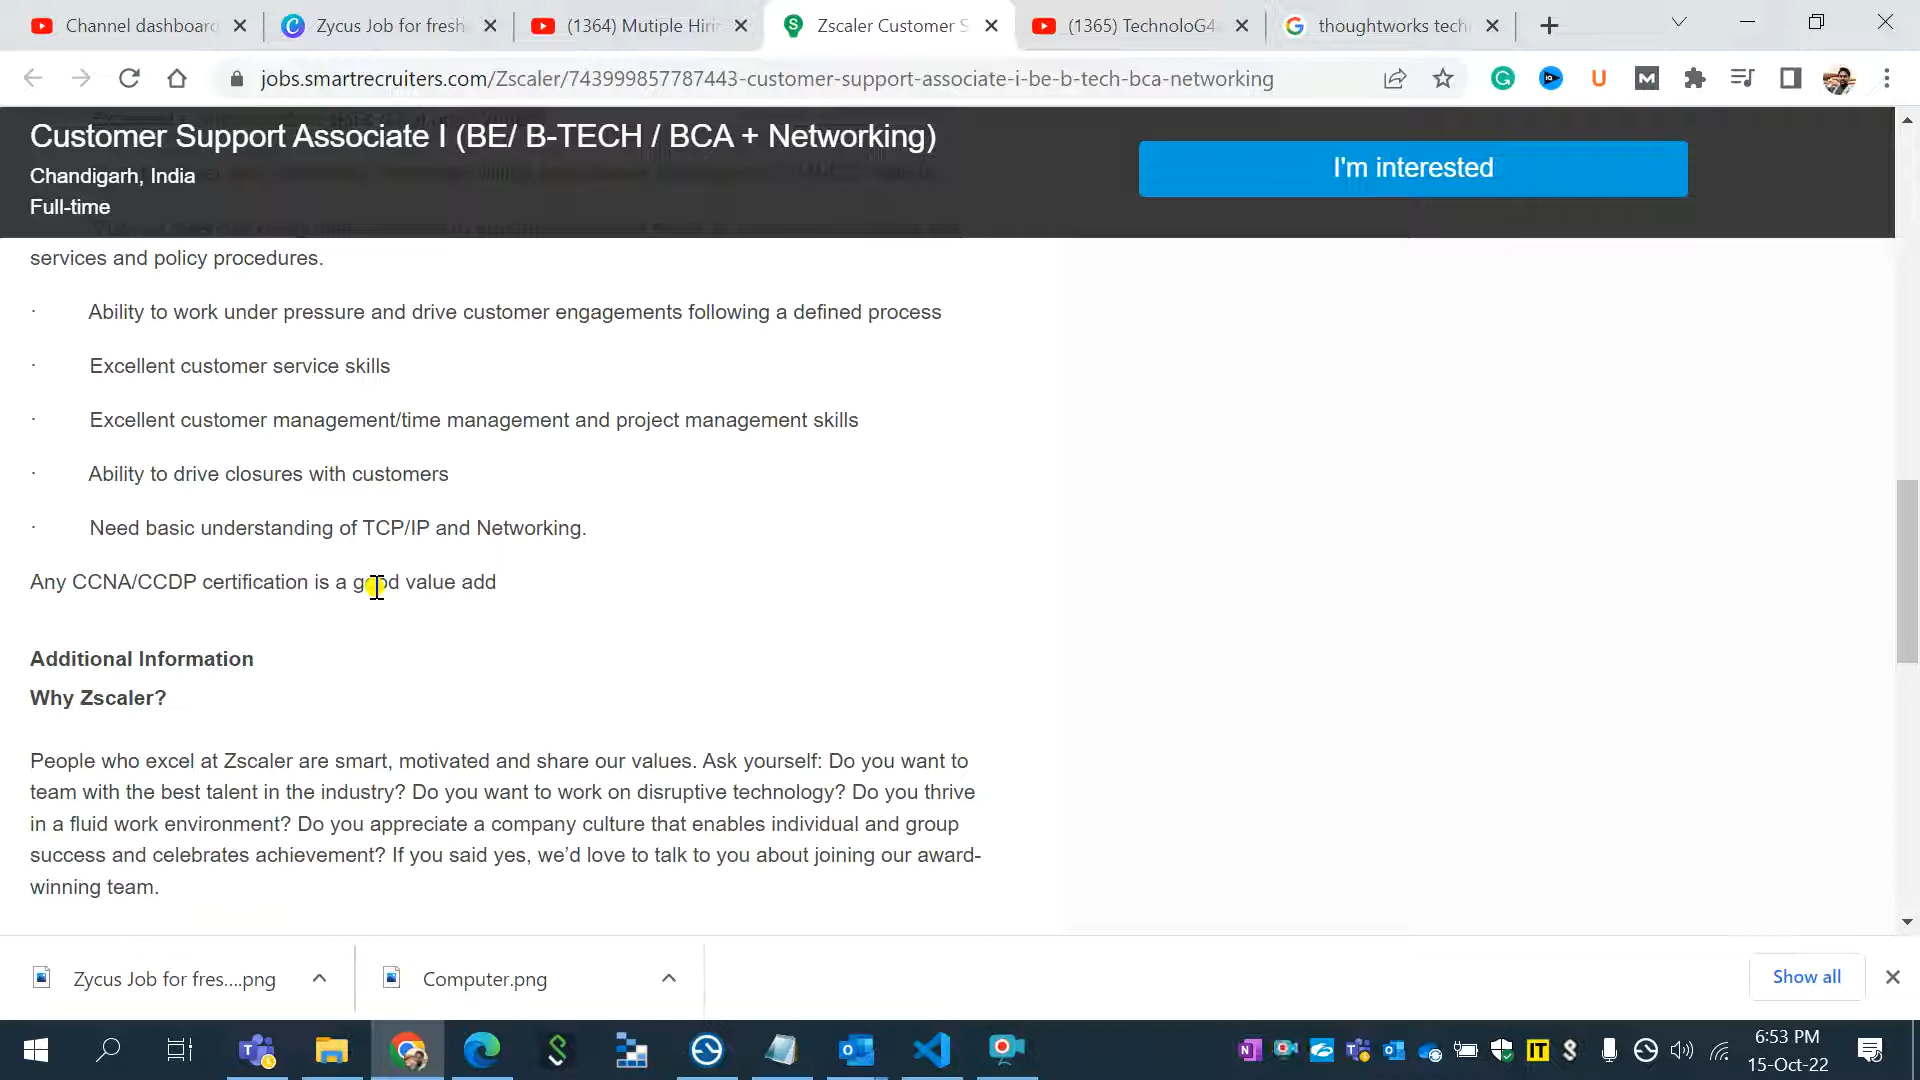 Channel dashboard
Zycus Job for fresh
(1364) Mutiple Hirin
Zscaler Customer S
(1365) TechnoloG4
thoughtworks tech
jobs.smartrecruiters.com/Zscaler/743999857787443-customer-support-associate-i-be-b-tech-bca-networking
Customer Support Associate I (BE/ B-TECH / BCA + Networking)
Chandigarh, India
Full-time
I'm interested
services and policy procedures.
· Ability to work under pressure and drive customer engagements following a defined process
· Excellent customer service skills
· Excellent customer management/time management and project management skills
· Ability to drive closures with customers
· Need basic understanding of TCP/IP and Networking.
Any CCNA/CCDP certification is a good value add
Additional Information
Why Zscaler?
People who excel at Zscaler are smart, motivated and share our values. Ask yourself: Do you want to
team with the best talent in the industry? Do you want to work on disruptive technology? Do you thrive
in a fluid work environment? Do you appreciate a company culture that enables individual and group
success and celebrates achievement? If you said yes, we’d love to talk to you about joining our award-
winning team.
Zycus Job for fres....png
Computer.png
Show all
6:53 PM
15-Oct-22